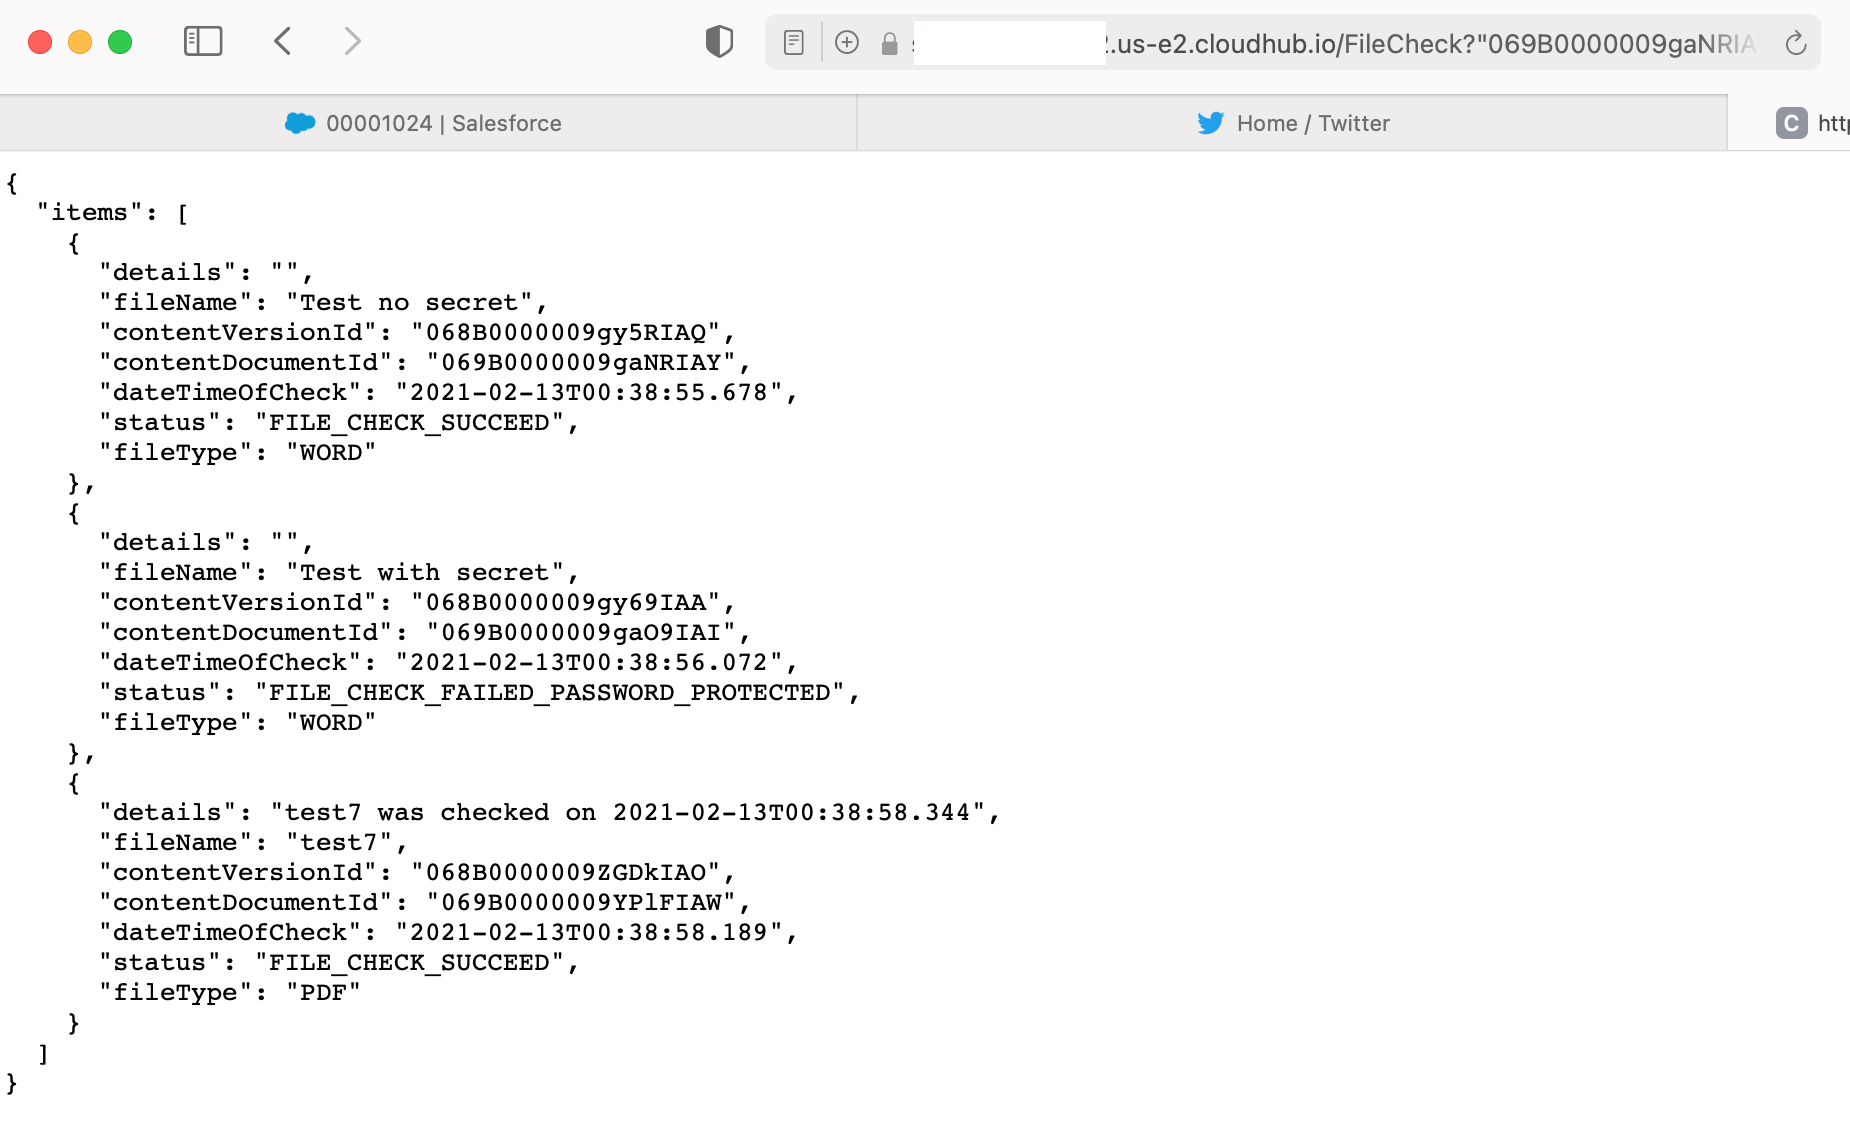 .us-e2.cloudhub.io/FileCheck?"069B0000009gaNRIA
00001024 | Salesforce
Home / Twitter
C
{
"items": [
{
"details": "",
"fileName": "Test no secret",
"contentVersionId": "068B0000009gy5RIAQ",
"contentDocumentId": "069B0000009gaNRIAY",
"dateTimeOfCheck": "2021-02-13T00:38:55.678",
"status": "FILE_CHECK_SUCCEED",
"fileType": "WORD"
},
{
"details": "",
"fileName": "Test with secret",
"contentVersionId": "068B0000009gy69IAA",
"contentDocumentId": "069B0000009gaO9IAI",
"dateTimeOfCheck": "2021-02-13T00:38:56.072",
"status": "FILE_CHECK_FAILED_PASSWORD_PROTECTED",
"fileType": "WORD"
},
{
"details": "test7 was checked on 2021-02-13T00:38:58.344",
"fileName": "test7",
"contentVersionId": "068B0000009ZGDkIAO",
"contentDocumentId": "069B0000009YPlFIAW",
"dateTimeOfCheck": "2021-02-13T00:38:58.189",
"status": "FILE_CHECK_SUCCEED",
"fileType": "PDF"
}
]
}